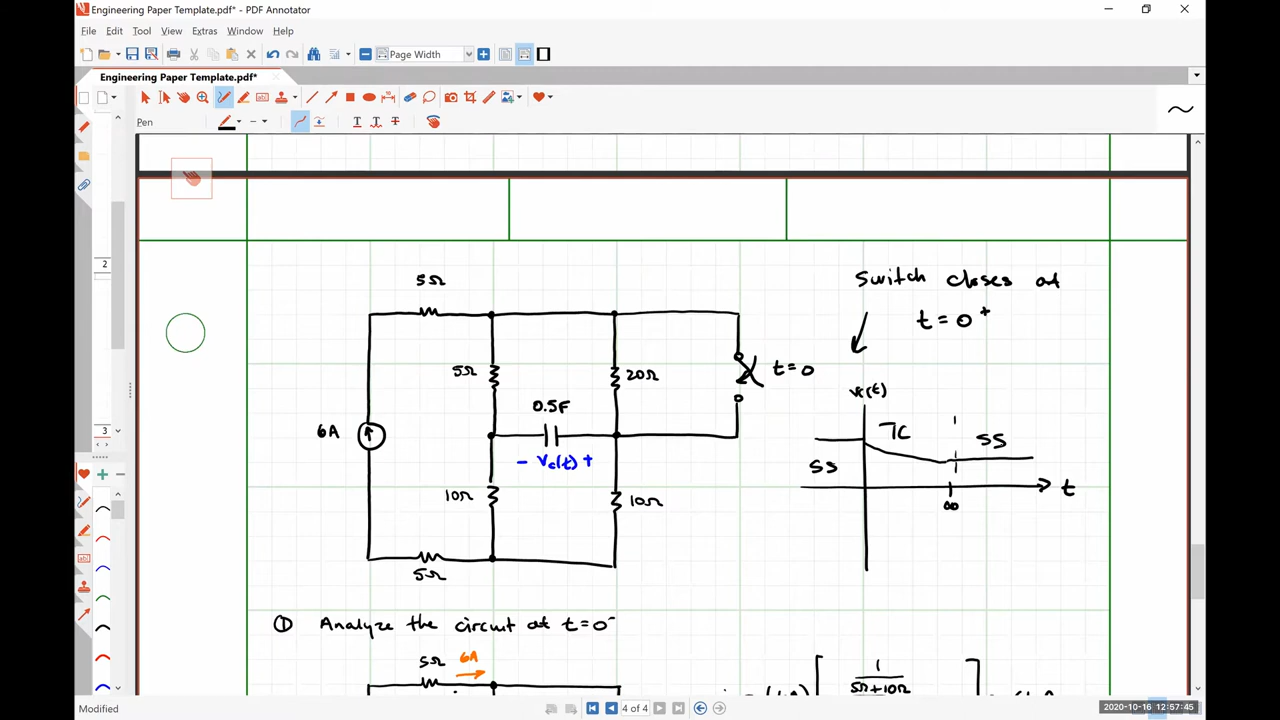 Engineering Paper Template.pdf* - PDF Annotator
File Edit Tool View Extras Window Help
Page Width
Engineering Paper Template.pdf*
Pen
2
3
5Ω
Switch closes at
t = 0⁺
5Ω
20Ω
t=0
vc(t)
0.5F
TC
SS
6A
- Vc(t) +
SS
t
10Ω
10Ω
∞
5Ω
① Analyze the circuit at t=0⁻
5Ω
6A
1
5Ω+10Ω
Modified
4 of 4
2020-10-16 12:57:45